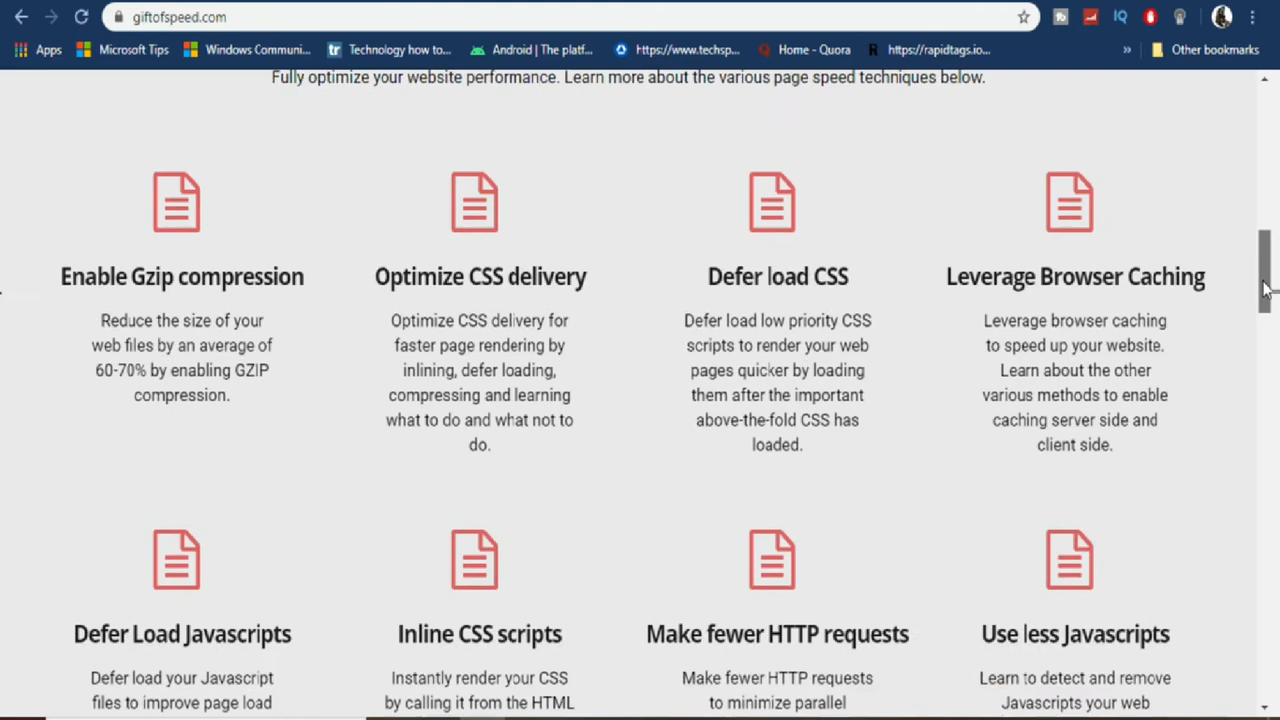 giftofspeed.com
IQ
Apps
Microsoft Tips
Windows Communi...
tr Technology how to...
Android | The platf...
https://www.techsp...
Home - Quora
R https://rapidtags.io...
»
Other bookmarks
Fully optimize your website performance. Learn more about the various page speed techniques below.
Enable Gzip compression
Reduce the size of your
web files by an average of
60-70% by enabling GZIP
compression.
Optimize CSS delivery
Optimize CSS delivery for
faster page rendering by
inlining, defer loading,
compressing and learning
what to do and what not to
do.
Defer load CSS
Defer load low priority CSS
scripts to render your web
pages quicker by loading
them after the important
above-the-fold CSS has
loaded.
Leverage Browser Caching
Leverage browser caching
to speed up your website.
Learn about the other
various methods to enable
caching server side and
client side.
Defer Load Javascripts
Defer load your Javascript
files to improve page load
Inline CSS scripts
Instantly render your CSS
by calling it from the HTML
Make fewer HTTP requests
Make fewer HTTP requests
to minimize parallel
Use less Javascripts
Learn to detect and remove
Javascripts your web